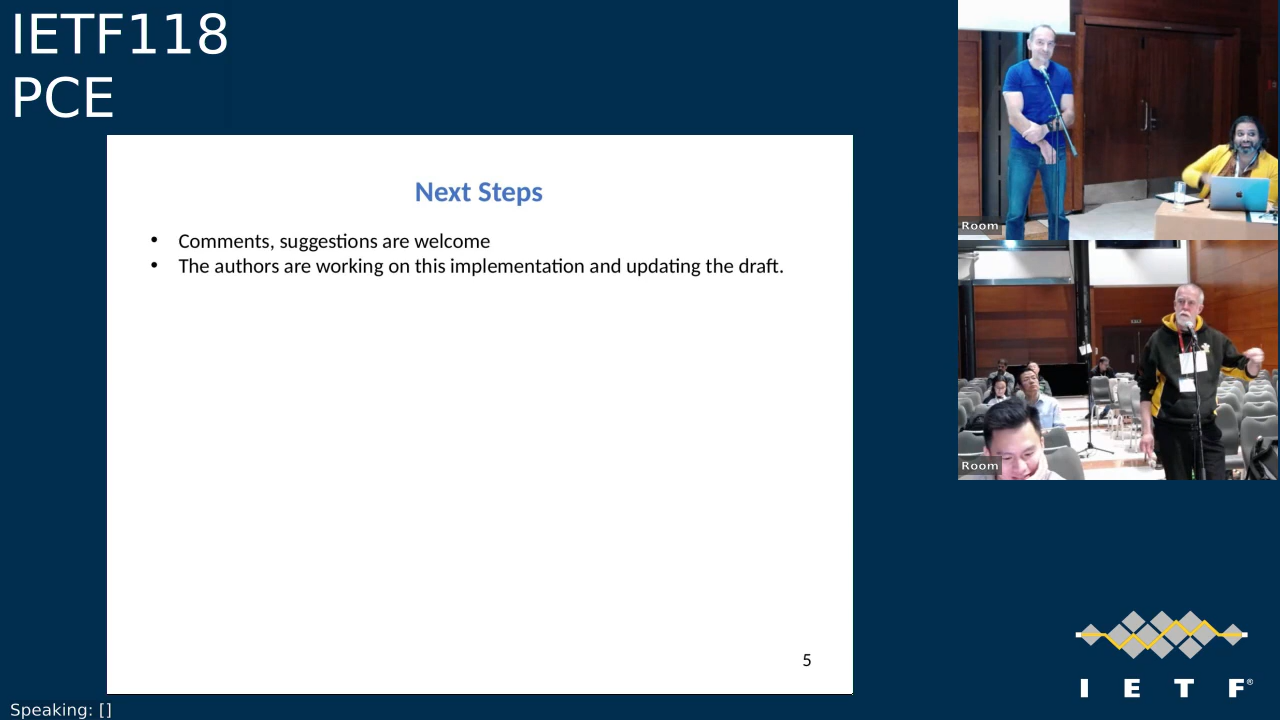 IETF118
PCE
Next Steps
• Comments, suggestions are welcome
• The authors are working on this implementation and updating the draft.
5
Room
Room
I E T F®
Speaking: []